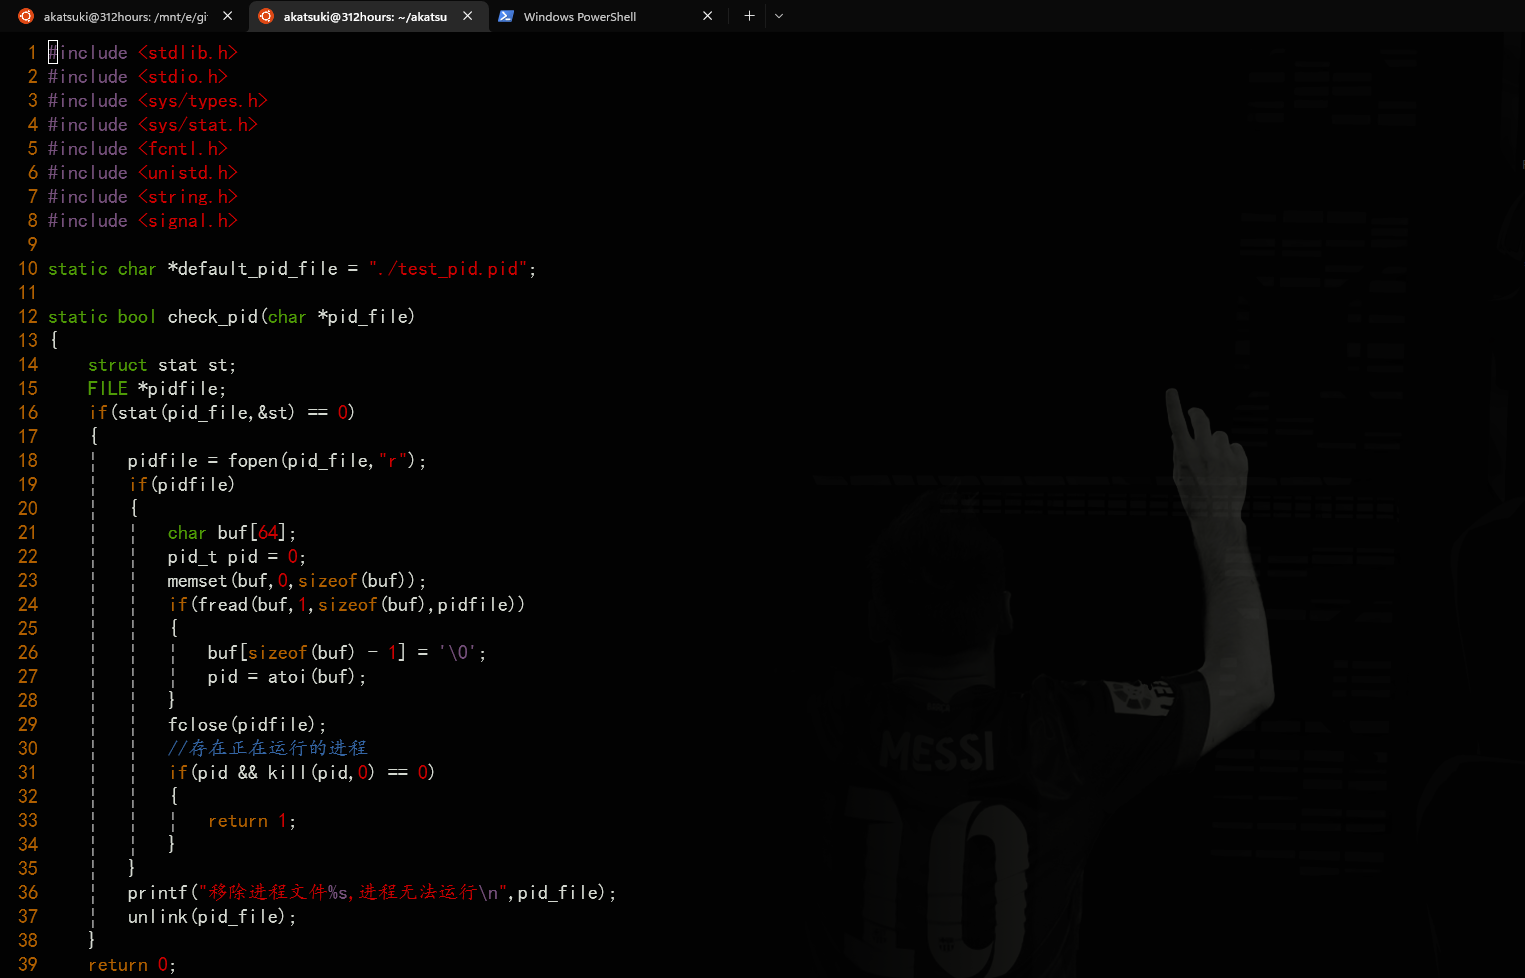 akatsuki@312hours: /mnt/e/gi
akatsuki@312hours: ~/akatsu
Windows PowerShell
1 #include <stdlib.h>
2 #include <stdio.h>
3 #include <sys/types.h>
4 #include <sys/stat.h>
5 #include <fcntl.h>
6 #include <unistd.h>
7 #include <string.h>
8 #include <signal.h>
9
10 static char *default_pid_file = "./test_pid.pid";
11
12 static bool check_pid(char *pid_file)
13 {
14     struct stat st;
15     FILE *pidfile;
16     if(stat(pid_file,&st) == 0)
17     {
18     ¦   pidfile = fopen(pid_file,"r");
19     ¦   if(pidfile)
20     ¦   {
21     ¦   ¦   char buf[64];
22     ¦   ¦   pid_t pid = 0;
23     ¦   ¦   memset(buf,0,sizeof(buf));
24     ¦   ¦   if(fread(buf,1,sizeof(buf),pidfile))
25     ¦   ¦   {
26     ¦   ¦   ¦   buf[sizeof(buf) - 1] = '\0';
27     ¦   ¦   ¦   pid = atoi(buf);
28     ¦   ¦   }
29     ¦   ¦   fclose(pidfile);
30     ¦   ¦   //存在正在运行的进程
31     ¦   ¦   if(pid && kill(pid,0) == 0)
32     ¦   ¦   {
33     ¦   ¦   ¦   return 1;
34     ¦   ¦   }
35     ¦   }
36     ¦   printf("移除进程文件%s,进程无法运行\n",pid_file);
37     ¦   unlink(pid_file);
38     }
39     return 0;
MESSI
10